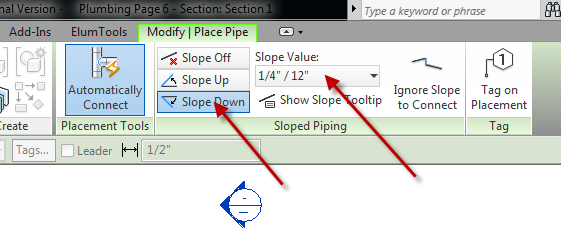 nal Version - Plumbing Page 6 - Section: Section 1
Type a keyword or phrase
Add-Ins ElumTools Modify | Place Pipe
Automatically Connect
Slope Off
Slope Up
Slope Down
Slope Value:
1/4" / 12"
Show Slope Tooltip
Ignore Slope to Connect
1
Tag on Placement
Create Placement Tools Sloped Piping Tag
Tags... Leader 1/2"